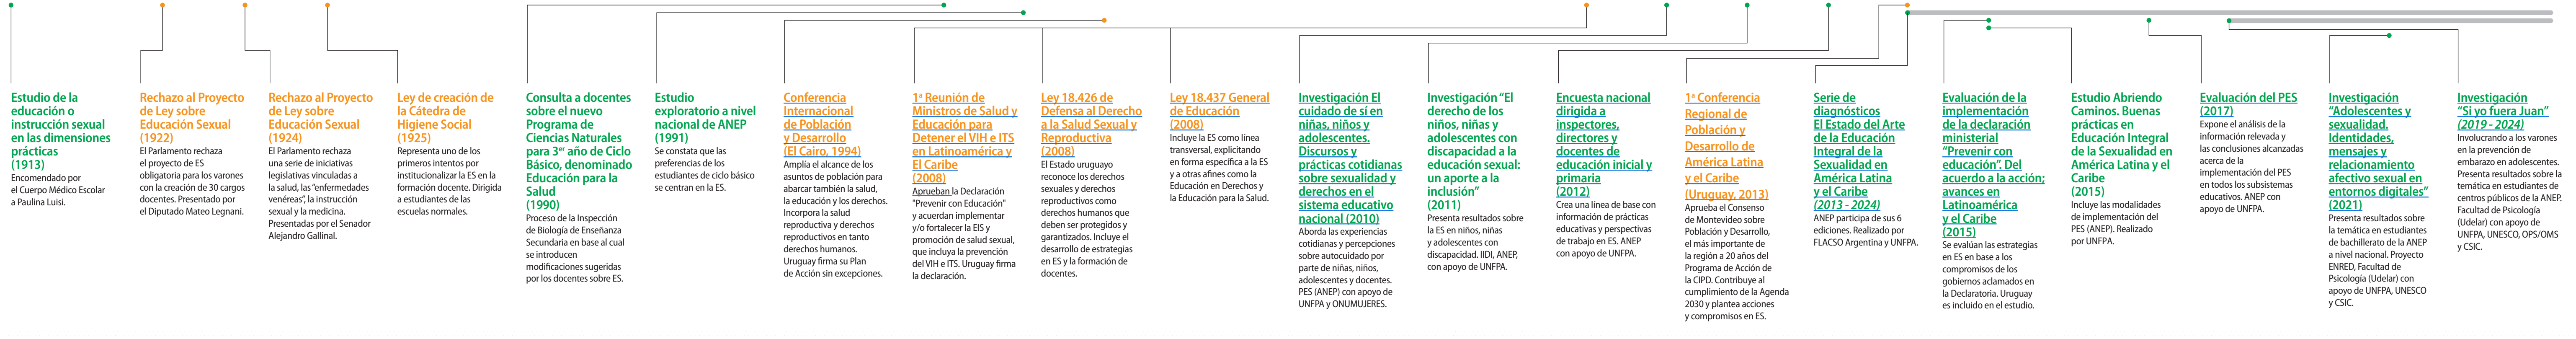 Estudio de la
educación o
instrucción sexual
en las dimensiones
prácticas
(1913)
Encomendado por
el Cuerpo Médico Escolar
a Paulina Luisi.
Rechazo al Proyecto
de Ley sobre
Educación Sexual
(1922)
El Parlamento rechaza
el proyecto de ES
obligatoria para los varones
con la creación de 30 cargos
docentes. Presentado por
el Diputado Mateo Legnani.
Rechazo al Proyecto
de Ley sobre
Educación Sexual
(1924)
El Parlamento rechaza
una serie de iniciativas
legislativas vinculadas a
la salud, las "enfermedades
venéreas", la instrucción
sexual y la medicina.
Presentadas por el Senador
Alejandro Gallinal.
Ley de creación de
la Cátedra de
Higiene Social
(1925)
Representa uno de los
primeros intentos por
institucionalizar la ES en la
formación docente. Dirigida
a estudiantes de las
escuelas normales.
Consulta a docentes
sobre el nuevo
Programa de
Ciencias Naturales
para 3er año de Ciclo
Básico, denominado
Educación para la
Salud
(1990)
Proceso de la Inspección
de Biología de Enseñanza
Secundaria en base al cual
se introducen
modificaciones sugeridas
por los docentes sobre ES.
Estudio
exploratorio a nivel
nacional de ANEP
(1991)
Se constata que las
preferencias de los
estudiantes de ciclo básico
se centran en la ES.
Conferencia
Internacional
de Población
y Desarrollo
(El Cairo, 1994)
Amplía el alcance de los
asuntos de población para
abarcar también la salud,
la educación y los derechos.
Incorpora la salud
reproductiva y derechos
reproductivos en tanto
derechos humanos.
Uruguay firma su Plan
de Acción sin excepciones.
1ª Reunión de
Ministros de Salud y
Educación para
Detener el VIH e ITS
en Latinoamérica y
El Caribe
(2008)
Aprueban la Declaración
"Prevenir con Educación"
y acuerdan implementar
y/o fortalecer la EIS y
promoción de salud sexual,
que incluya la prevención
del VIH e ITS. Uruguay firma
la declaración.
Ley 18.426 de
Defensa al Derecho
a la Salud Sexual y
Reproductiva
(2008)
El Estado uruguayo
reconoce los derechos
sexuales y derechos
reproductivos como
derechos humanos que
deben ser protegidos y
garantizados. Incluye el
desarrollo de estrategias
en ES y la formación de
docentes.
Ley 18.437 General
de Educación
(2008)
Incluye la ES como línea
transversal, explicitando
en forma específica a la ES
y a otras afines como la
Educación en Derechos y
la Educación para la Salud.
Investigación El
cuidado de sí en
niñas, niños y
adolescentes.
Discursos y
prácticas cotidianas
sobre sexualidad y
derechos en el
sistema educativo
nacional (2010)
Aborda las experiencias
cotidianas y percepciones
sobre autocuidado por
parte de niñas, niños,
adolescentes y docentes.
PES (ANEP) con apoyo de
UNFPA y ONUMUJERES.
Investigación "El
derecho de los
niños, niñas y
adolescentes con
discapacidad a la
educación sexual:
un aporte a la
inclusión"
(2011)
Presenta resultados sobre
la ES en niños, niñas
y adolescentes con
discapacidad. IIDI, ANEP,
con apoyo de UNFPA.
Encuesta nacional
dirigida a
inspectores,
directores y
docentes de
educación inicial y
primaria
(2012)
Crea una línea de base con
información de prácticas
educativas y perspectivas
de trabajo en ES. ANEP
con apoyo de UNFPA.
1ª Conferencia
Regional de
Población y
Desarrollo de
América Latina
y el Caribe
(Uruguay, 2013)
Aprueba el Consenso
de Montevideo sobre
Población y Desarrollo,
el más importante de
la región a 20 años del
Programa de Acción de
la CIPD. Contribuye al
cumplimiento de la Agenda
2030 y plantea acciones
y compromisos en ES.
Serie de
diagnósticos
El Estado del Arte
de la Educación
Integral de la
Sexualidad en
América Latina
y el Caribe
(2013 - 2024)
ANEP participa de sus 6
ediciones. Realizado por
FLACSO Argentina y UNFPA.
Evaluación de la
implementación
de la declaración
ministerial
"Prevenir con
educación". Del
acuerdo a la acción;
avances en
Latinoamérica
y el Caribe
(2015)
Se evalúan las estrategias
en ES en base a los
compromisos de los
gobiernos aclamados en
la Declaratoria. Uruguay
es incluido en el estudio.
Estudio Abriendo
Caminos. Buenas
prácticas en
Educación Integral
de la Sexualidad en
América Latina y el
Caribe
(2015)
Incluye las modalidades
de implementación del
PES (ANEP). Realizado
por UNFPA.
Evaluación del PES
(2017)
Expone el análisis de la
información relevada y
las conclusiones alcanzadas
acerca de la
implementación del PES
en todos los subsistemas
educativos. ANEP con
apoyo de UNFPA.
Investigación
"Adolescentes y
sexualidad.
Identidades,
mensajes y
relacionamiento
afectivo sexual en
entornos digitales"
(2021)
Presenta resultados sobre
la temática en estudiantes
de bachillerato de la ANEP
a nivel nacional. Proyecto
ENRED, Facultad de
Psicología (Udelar) con
apoyo de UNFPA, UNESCO
y CSIC.
Investigación
"Si yo fuera Juan"
(2019 - 2024)
Involucrando a los varones
en la prevención de
embarazo en adolescentes.
Presenta resultados sobre la
temática en estudiantes de
centros públicos de la ANEP.
Facultad de Psicología
(Udelar) con apoyo de
UNFPA, UNESCO, OPS/OMS
y CSIC.